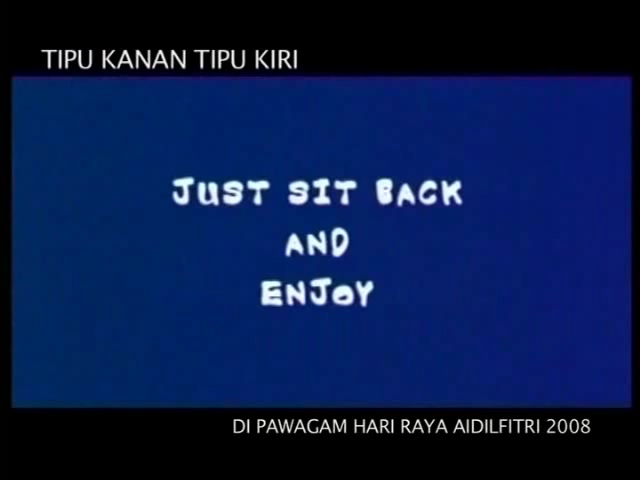 TIPU KANAN TIPU KIRI
JUST SIT BACK
AND
ENJOY
DI PAWAGAM HARI RAYA AIDILFITRI 2008